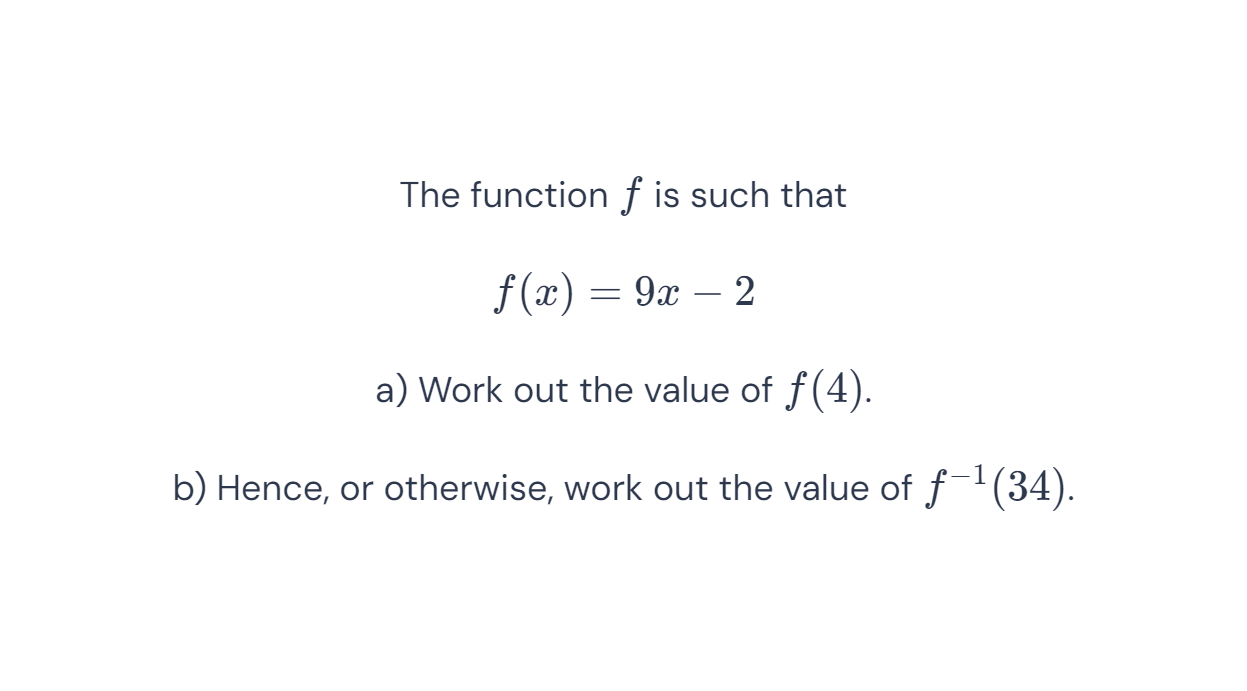 The function f is such that
f(x) = 9x − 2
a) Work out the value of f(4).
b) Hence, or otherwise, work out the value of f⁻¹(34).